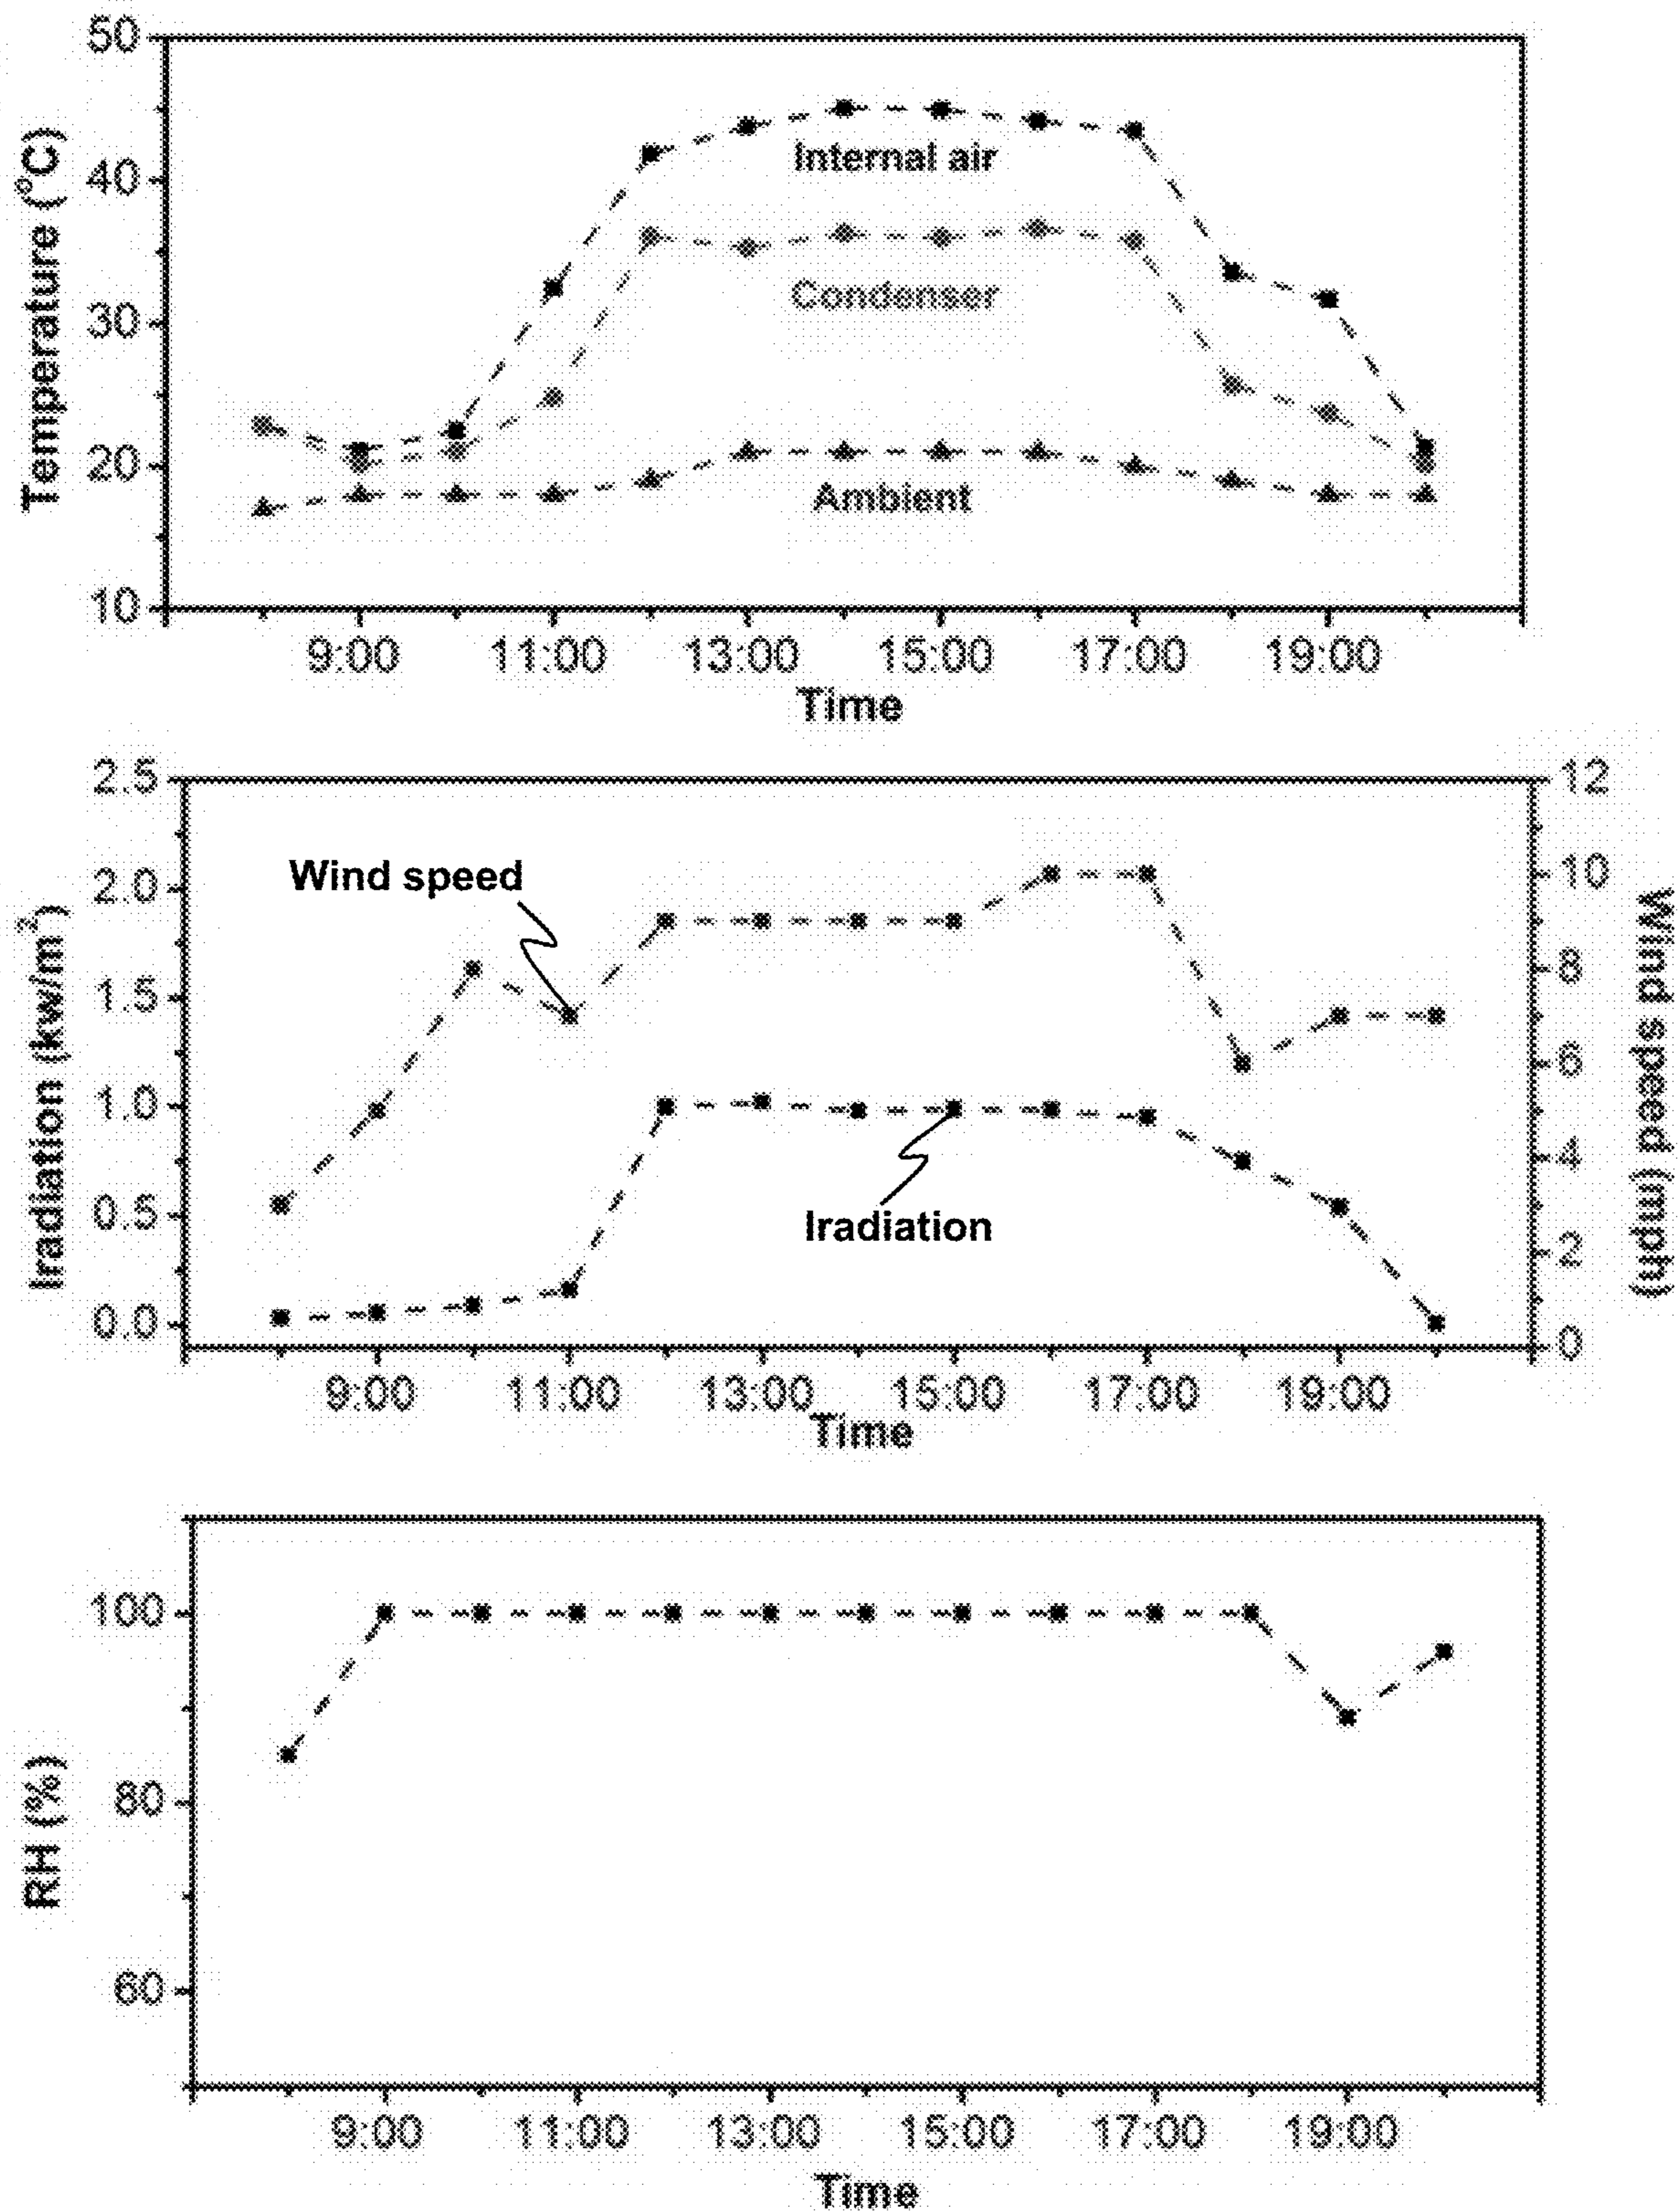 50
40
30
20
10
Temperature (°C)
Internal air
Condenser
Ambient
9:00 11:00 13:00 15:00 17:00 19:00
Time
2.5
2.0
1.5
1.0
0.5
0.0
Iradiation (kw/m²)
Wind speed
Iradiation
12
10
8
6
4
2
0
Wind speed (mph)
9:00 11:00 13:00 15:00 17:00 19:00
Time
100
80
60
RH (%)
9:00 11:00 13:00 15:00 17:00 19:00
Time